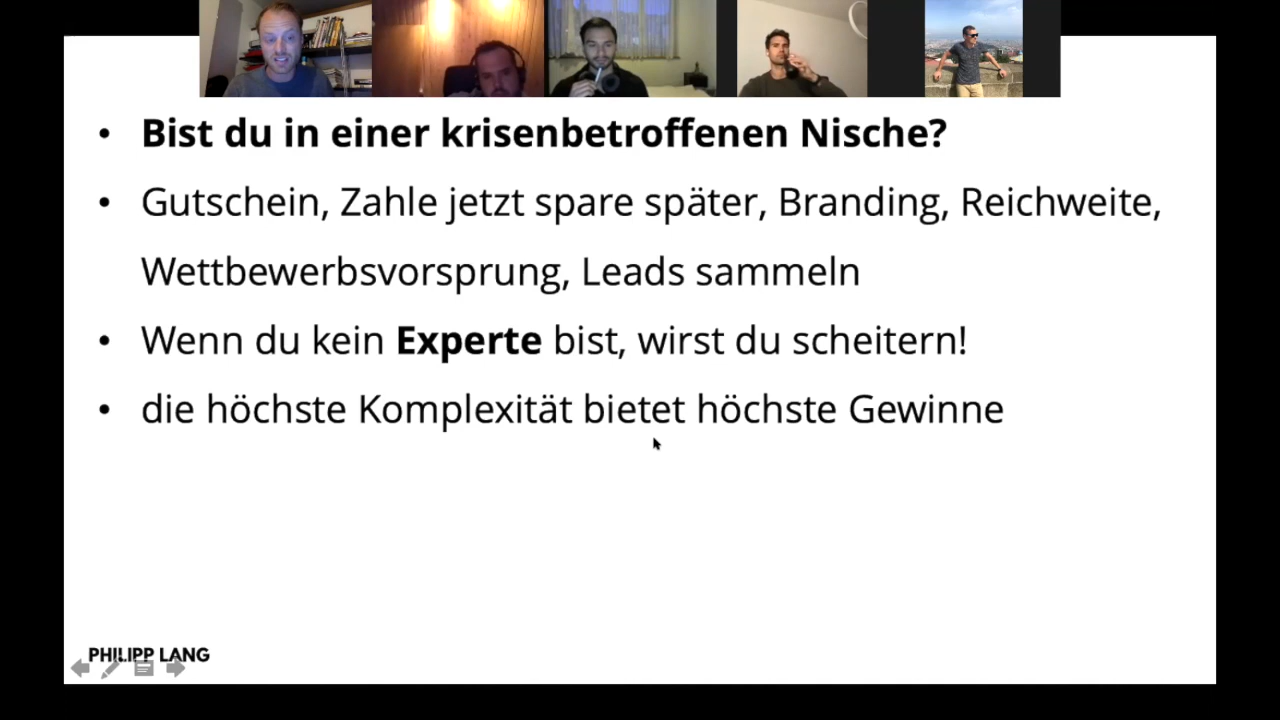 • Bist du in einer krisenbetroffenen Nische?
• Gutschein, Zahle jetzt spare später, Branding, Reichweite,
Wettbewerbsvorsprung, Leads sammeln
• Wenn du kein Experte bist, wirst du scheitern!
• die höchste Komplexität bietet höchste Gewinne
PHILIPP LANG